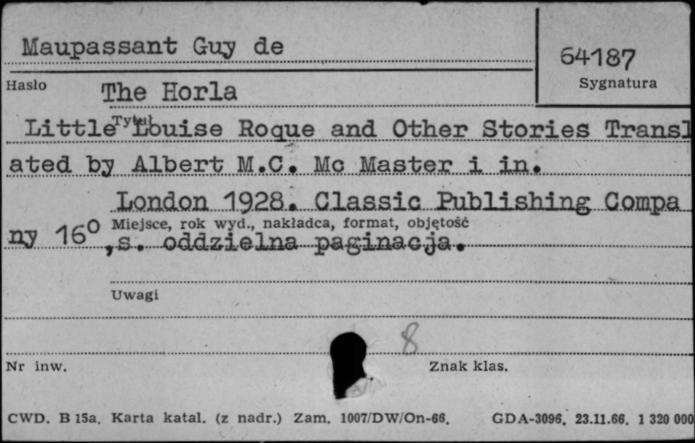 Maupassant Guy de
64187
Hasło
Sygnatura
The Horla
Tytuł
Little Louise Roque and Other Stories Transl
ated by Albert M.C. Mc Master i in.
London 1928. Classic Publishing Compa
Miejsce, rok wyd., nakładca, format, objętość
ny 16⁰,s. oddzielna paginacja.
Uwagi
8
Nr inw.
Znak klas.
CWD. B 15a. Karta katal. (z nadr.) Zam. 1007/DW/On-66. GDA-3096. 23.11.66. 1 320 000